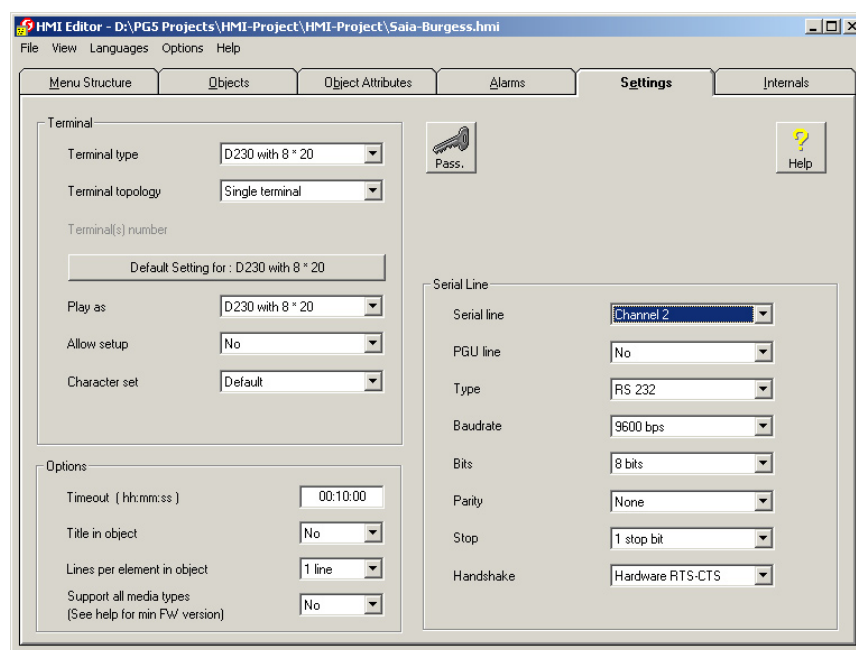 HMI Editor - D:\PG5 Projects\HMI-Project\HMI-Project\Saia-Burgess.hmi
File View Languages Options Help
Menu Structure Objects Object Attributes Alarms Settings Internals
Terminal
Terminal type D230 with 8 * 20
Terminal topology Single terminal
Terminal(s) number
Default Setting for : D230 with 8 * 20
Play as D230 with 8 * 20
Allow setup No
Character set Default
Pass.
Help
Options
Timeout ( hh:mm:ss ) 00:10:00
Title in object No
Lines per element in object 1 line
Support all media types
(See help for min FW version) No
Serial Line
Serial line Channel 2
PGU line No
Type RS 232
Baudrate 9600 bps
Bits 8 bits
Parity None
Stop 1 stop bit
Handshake Hardware RTS-CTS